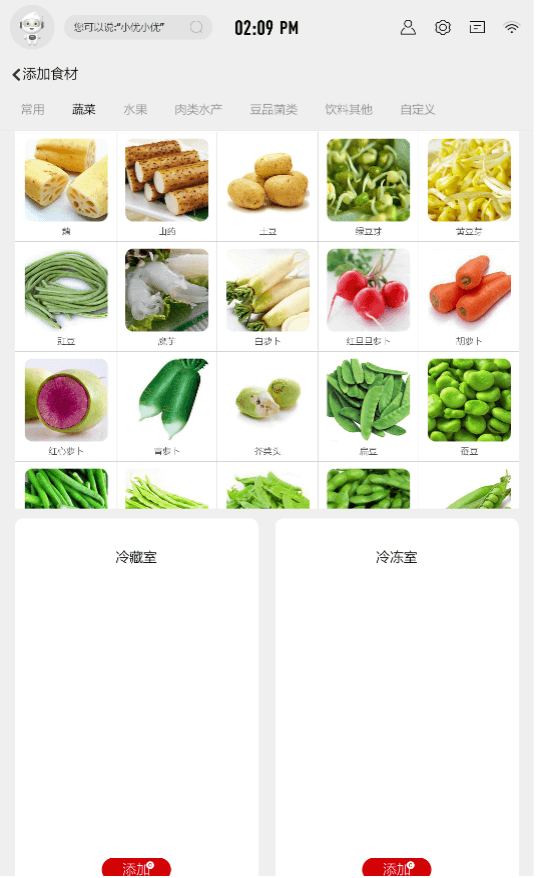 您可以说:“小优小优”
02:09 PM
添加食材
常用 蔬菜 水果 肉类水产 豆品菌类 饮料其他 自定义
藕 山药 土豆 绿豆芽 黄豆芽
豇豆 魔芋 白萝卜 红旦旦萝卜 胡萝卜
红心萝卜 青萝卜 芥菜头 扁豆 蚕豆
冷藏室 冷冻室
添加 添加